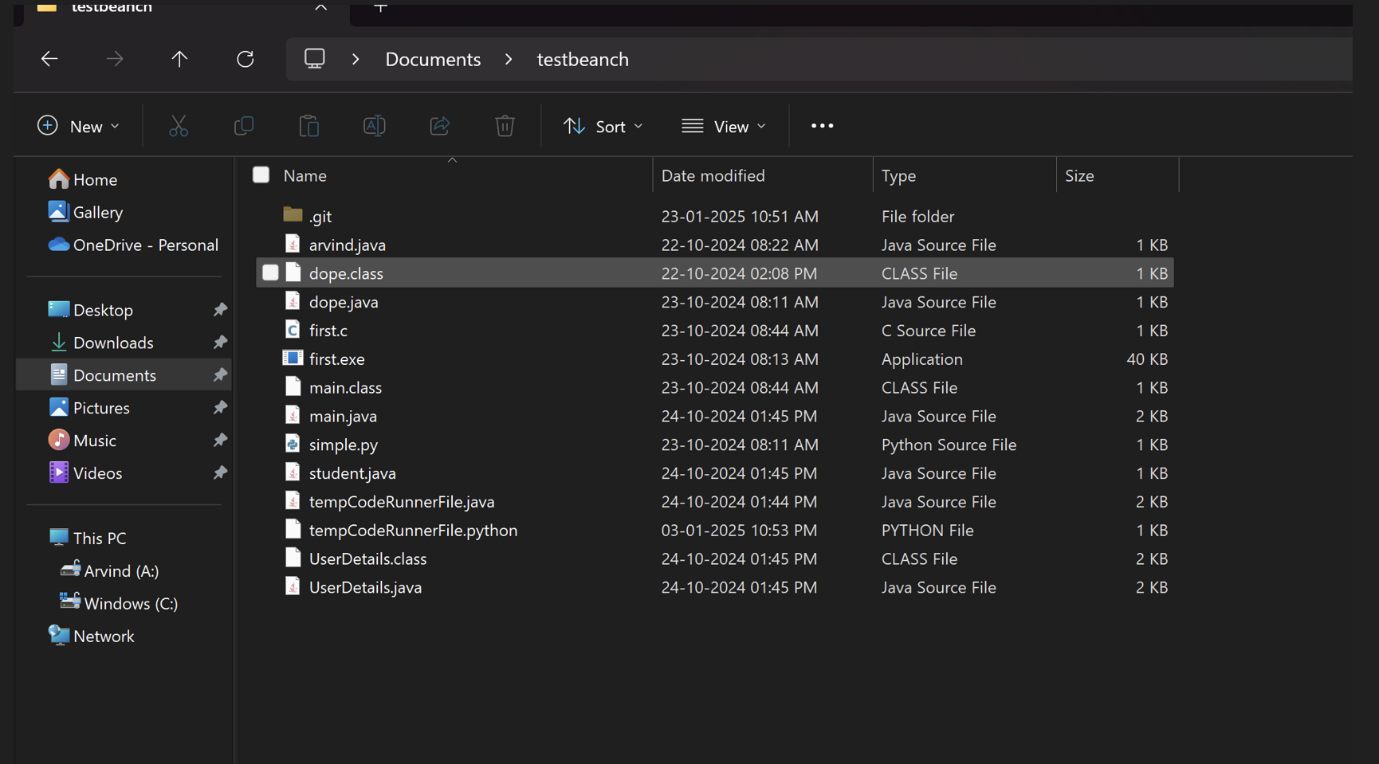 testbeanch
Documents testbeanch
New Sort View
Name Date modified Type Size
Home
Gallery
OneDrive - Personal
Desktop
Downloads
Documents
Pictures
Music
Videos
This PC
Arvind (A:)
Windows (C:)
Network
.git 23-01-2025 10:51 AM File folder
arvind.java 22-10-2024 08:22 AM Java Source File 1 KB
dope.class 22-10-2024 02:08 PM CLASS File 1 KB
dope.java 23-10-2024 08:11 AM Java Source File 1 KB
first.c 23-10-2024 08:44 AM C Source File 1 KB
first.exe 23-10-2024 08:13 AM Application 40 KB
main.class 23-10-2024 08:44 AM CLASS File 1 KB
main.java 24-10-2024 01:45 PM Java Source File 2 KB
simple.py 23-10-2024 08:11 AM Python Source File 1 KB
student.java 24-10-2024 01:45 PM Java Source File 1 KB
tempCodeRunnerFile.java 24-10-2024 01:44 PM Java Source File 2 KB
tempCodeRunnerFile.python 03-01-2025 10:53 PM PYTHON File 1 KB
UserDetails.class 24-10-2024 01:45 PM CLASS File 2 KB
UserDetails.java 24-10-2024 01:45 PM Java Source File 2 KB